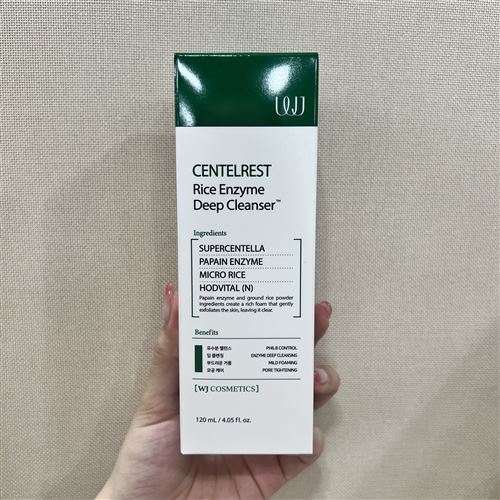 WJ
CENTELREST
Rice Enzyme
Deep Cleanser™
Ingredients
SUPERCENTELLA
PAPAIN ENZYME
MICRO RICE
HODVITAL (N)
Papain enzyme and ground rice powder
ingredients create a rich foam that gently
exfoliates the skin, leaving it clear.
Benefits
유수분 밸런스 PH6.8 CONTROL
딥 클렌징 ENZYME DEEP CLEANSING
부드러운 거품 MILD FOAMING
모공 케어 PORE TIGHTENING
[WJ COSMETICS]
120 mL / 4.05 fl. oz.